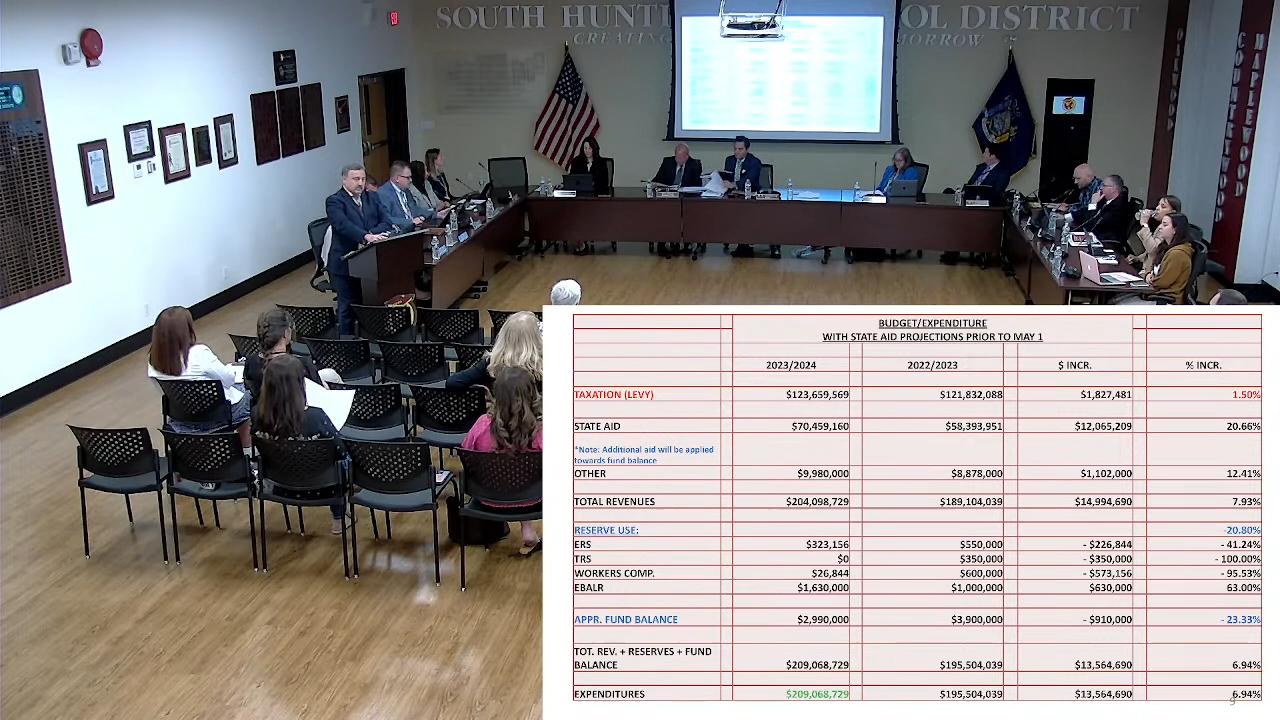 SOUTH HUNT OL DISTRICT
CREATING MORROW
MAPLEWOOD
BUDGET/EXPENDITURE
WITH STATE AID PROJECTIONS PRIOR TO MAY 1
2023/2024 2022/2023 $ INCR. % INCR.
TAXATION (LEVY) $123,659,569 $121,832,088 $1,827,481 1.50%
STATE AID $70,459,160 $58,393,951 $12,065,209 20.66%
*Note: Additional aid will be applied
towards fund balance
OTHER $9,980,000 $8,878,000 $1,102,000 12.41%
TOTAL REVENUES $204,098,729 $189,104,039 $14,994,690 7.93%
RESERVE USE: -20.80%
ERS $323,156 $550,000 - $226,844 - 41.24%
TRS $0 $350,000 - $350,000 - 100.00%
WORKERS COMP. $26,844 $600,000 - $573,156 - 95.53%
EBALR $1,630,000 $1,000,000 $630,000 63.00%
APPR. FUND BALANCE $2,990,000 $3,900,000 - $910,000 - 23.33%
TOT. REV. + RESERVES + FUND
BALANCE $209,068,729 $195,504,039 $13,564,690 6.94%
EXPENDITURES $209,068,729 $195,504,039 $13,564,690 6.94%
9